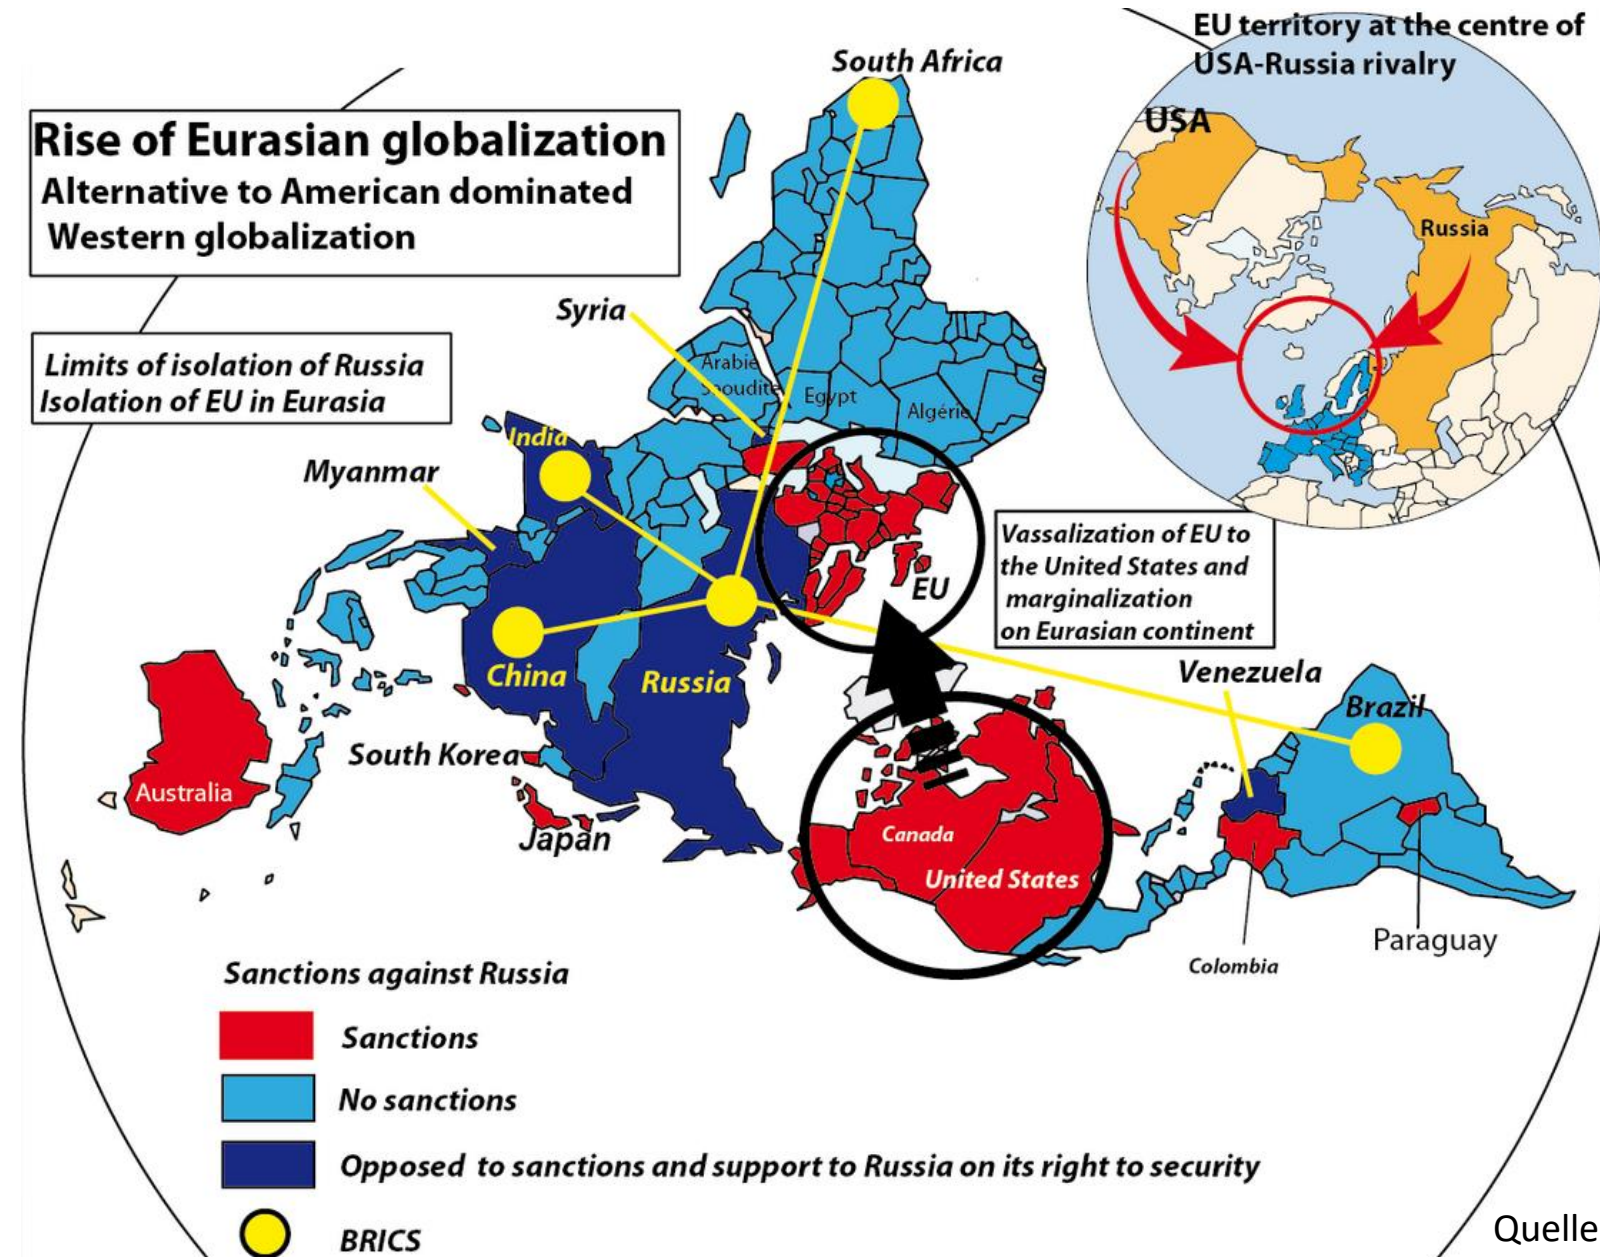 EU territory at the centre of
USA-Russia rivalry
USA
Russia
South Africa
Rise of Eurasian globalization
Alternative to American dominated
Western globalization
Syria
Limits of isolation of Russia
Isolation of EU in Eurasia
Arabie
Saoudite
Egypt
Algérie
India
Myanmar
Vassalization of EU to
the United States and
marginalization
on Eurasian continent
EU
China
Russia
Venezuela
Brazil
South Korea
Australia
Japan
Canada
United States
Paraguay
Colombia
Sanctions against Russia
Sanctions
No sanctions
Opposed to sanctions and support to Russia on its right to security
BRICS
Quelle